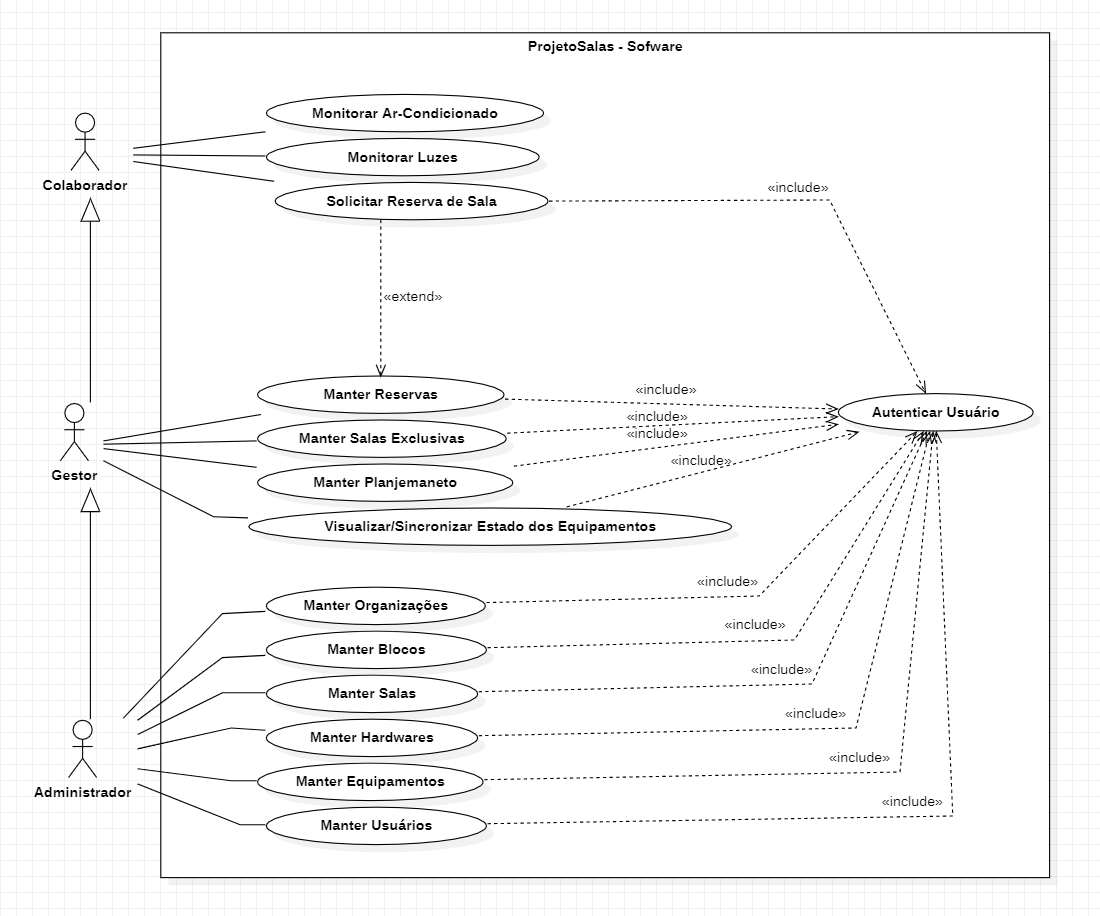 ProjetoSalas - Sofware
Monitorar Ar-Condicionado
Monitorar Luzes
Colaborador
Solicitar Reserva de Sala
«include»
«extend»
Manter Reservas
«include»
Autenticar Usuário
«include»
Manter Salas Exclusivas
«include»
«include»
Gestor
Manter Planjemaneto
Visualizar/Sincronizar Estado dos Equipamentos
«include»
Manter Organizações
«include»
Manter Blocos
«include»
Manter Salas
«include»
Manter Hardwares
«include»
Manter Equipamentos
Administrador
«include»
Manter Usuários